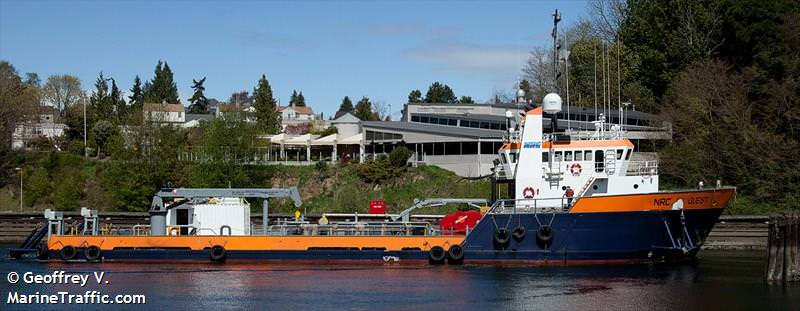 NRC QUEST
© Geoffrey V.
MarineTraffic.com